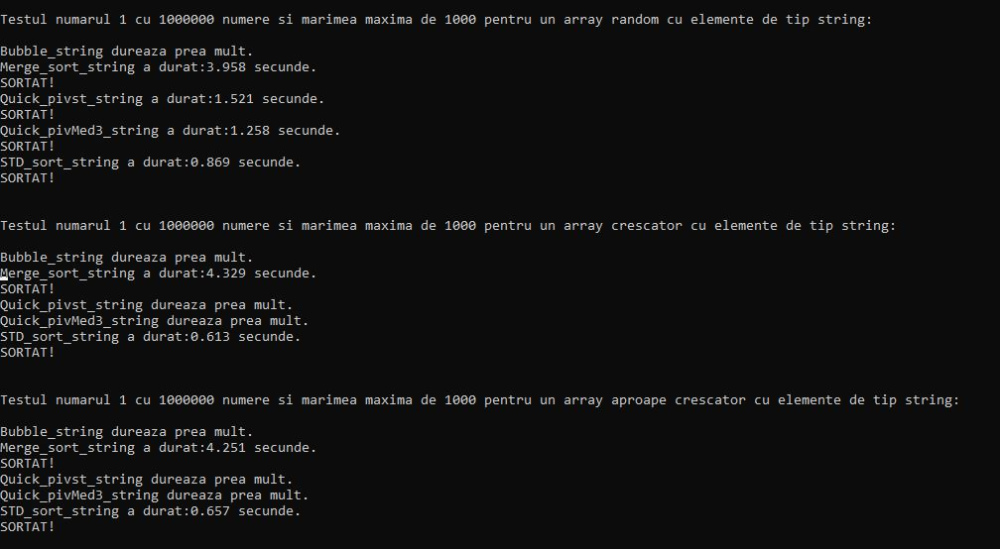 Testul numarul 1 cu 1000000 numere si marimea maxima de 1000 pentru un array random cu elemente de tip string:
Bubble_string dureaza prea mult.
Merge_sort_string a durat:3.958 secunde.
SORTAT!
Quick_pivst_string a durat:1.521 secunde.
SORTAT!
Quick_pivMed3_string a durat:1.258 secunde.
SORTAT!
STD_sort_string a durat:0.869 secunde.
SORTAT!
Testul numarul 1 cu 1000000 numere si marimea maxima de 1000 pentru un array crescator cu elemente de tip string:
Bubble_string dureaza prea mult.
Merge_sort_string a durat:4.329 secunde.
SORTAT!
Quick_pivst_string dureaza prea mult.
Quick_pivMed3_string dureaza prea mult.
STD_sort_string a durat:0.613 secunde.
SORTAT!
Testul numarul 1 cu 1000000 numere si marimea maxima de 1000 pentru un array aproape crescator cu elemente de tip string:
Bubble_string dureaza prea mult.
Merge_sort_string a durat:4.251 secunde.
SORTAT!
Quick_pivst_string dureaza prea mult.
Quick_pivMed3_string dureaza prea mult.
STD_sort_string a durat:0.657 secunde.
SORTAT!